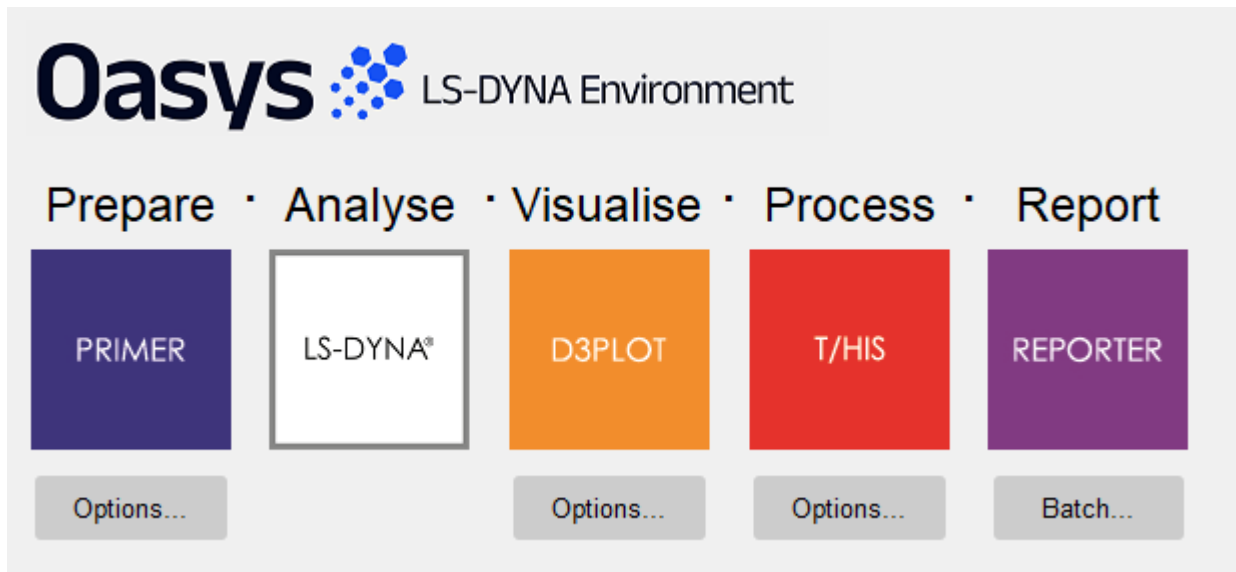 Oasys LS-DYNA Environment
Prepare · Analyse · Visualise · Process · Report
PRIMER LS-DYNA® D3PLOT T/HIS REPORTER
Options... Options... Options... Batch...